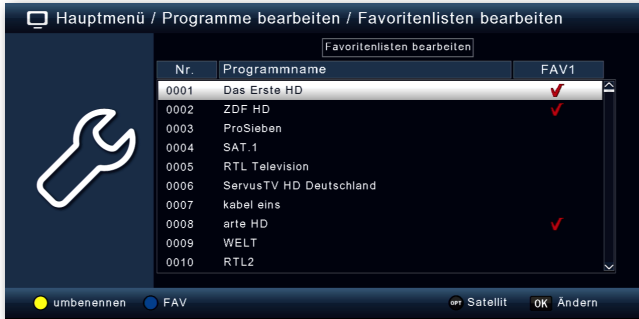 Hauptmenü / Programme bearbeiten / Favoritenlisten bearbeiten
Favoritenlisten bearbeiten
Nr. Programmname FAV1
0001 Das Erste HD
0002 ZDF HD
0003 ProSieben
0004 SAT.1
0005 RTL Television
0006 ServusTV HD Deutschland
0007 kabel eins
0008 arte HD
0009 WELT
0010 RTL2
umbenennen FAV OPT Satellit OK Ändern